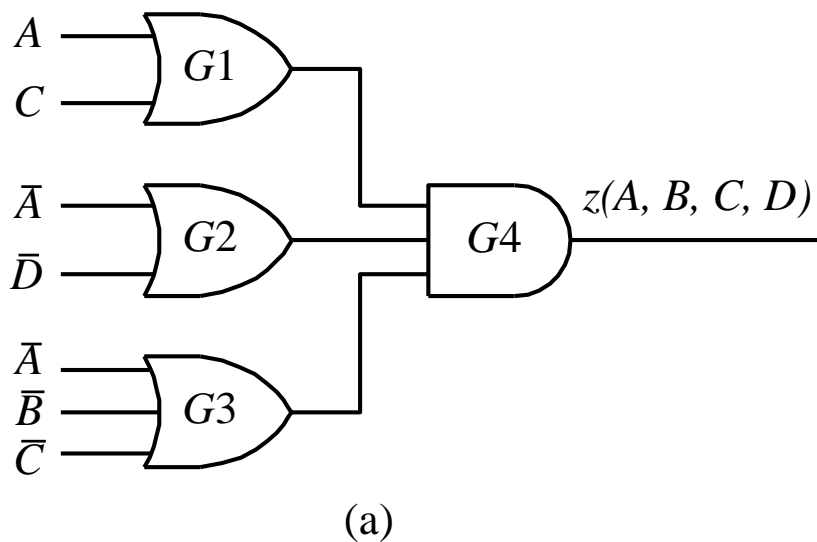 A
G1
C
z(A, B, C, D)
A̅
G2
G4
D̅
A̅
B̅
G3
C̅
(a)